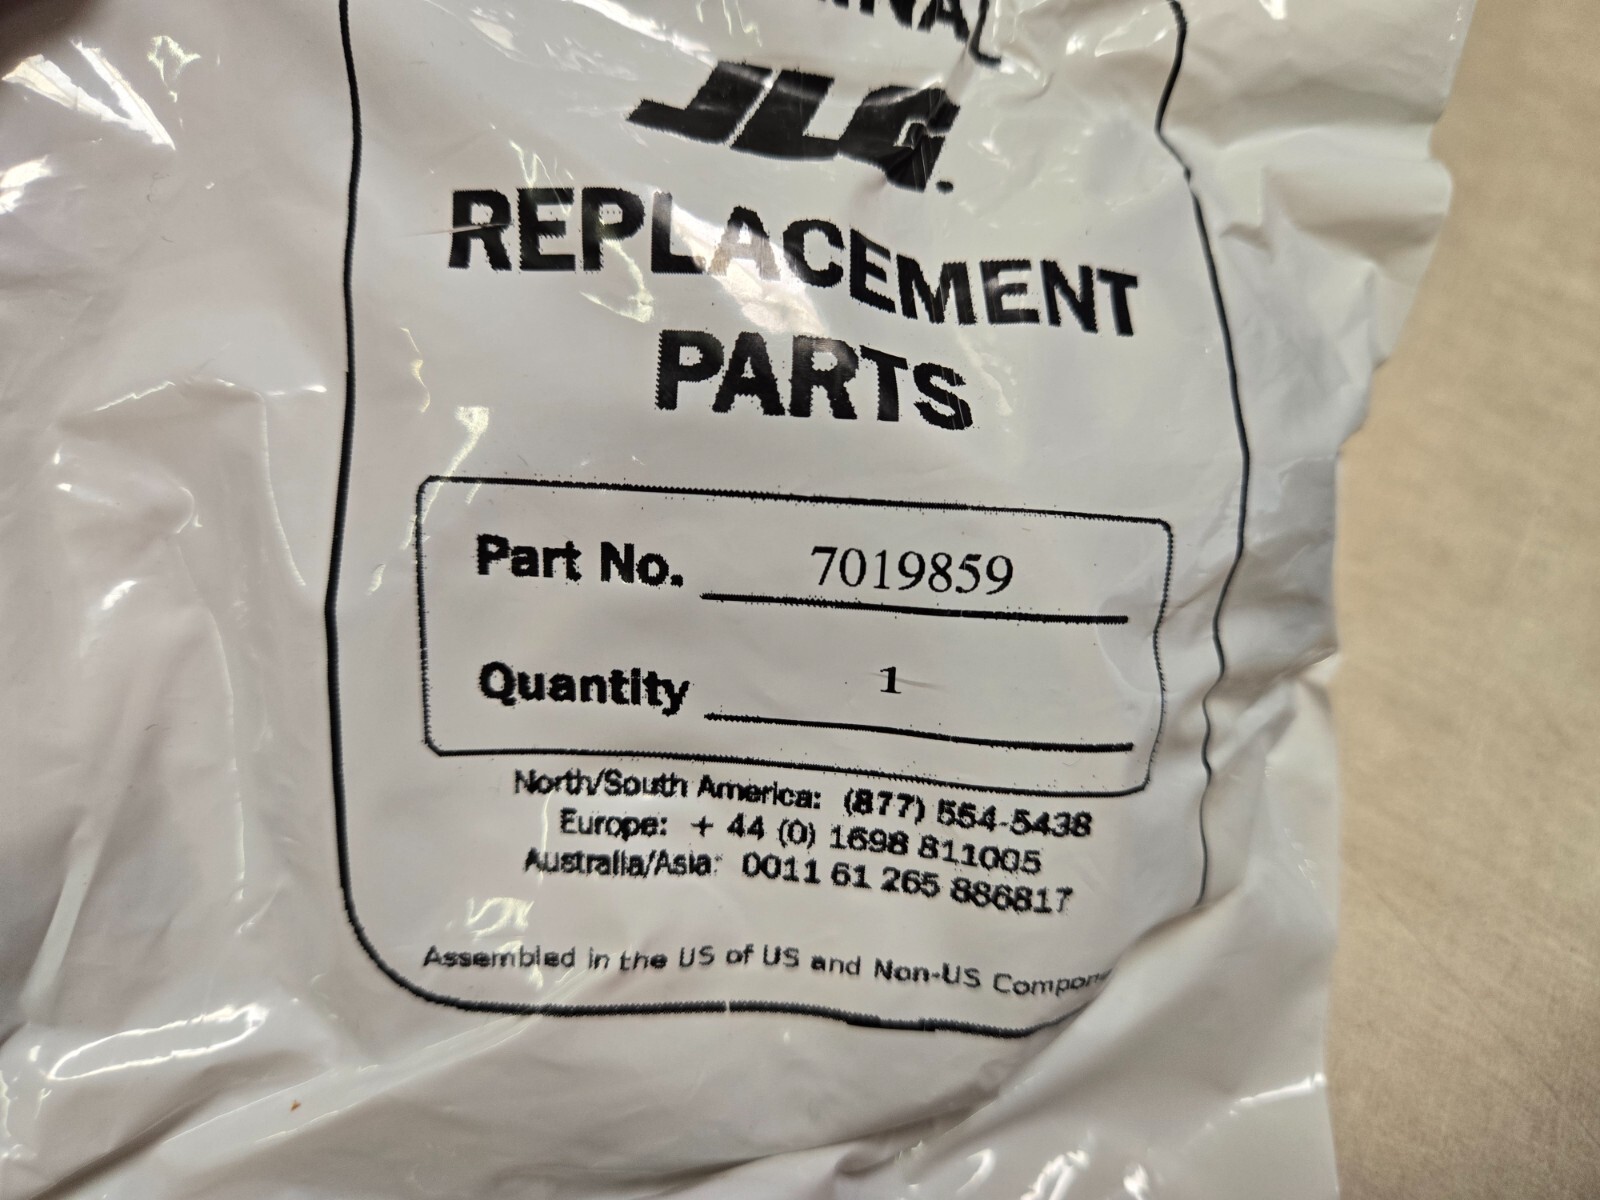 JLG
REPLACEMENT
PARTS
Part No. 7019859
Quantity 1
North/South America: (877) 554-5438
Europe: + 44 (0) 1698 811005
Australia/Asia: 0011 61 265 886817
Assembled in the US of US and Non-US